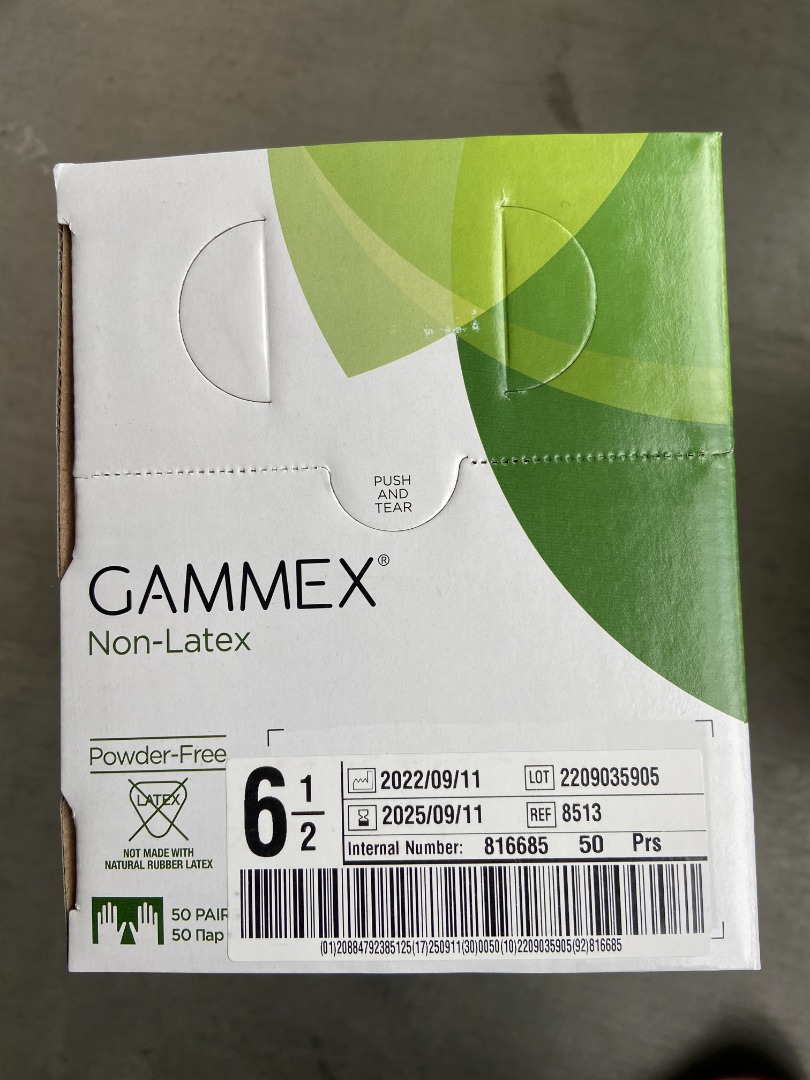 PUSH
AND
TEAR
GAMMEX®
Non-Latex
Powder-Free
LATEX
NOT MADE WITH
NATURAL RUBBER LATEX
50 PAIR
50 Пар
6 1/2
2022/09/11 LOT 2209035905
2025/09/11 REF 8513
Internal Number: 816685 50 Prs
(01)20884792385125(17)250911(30)0050(10)2209035905(92)816685